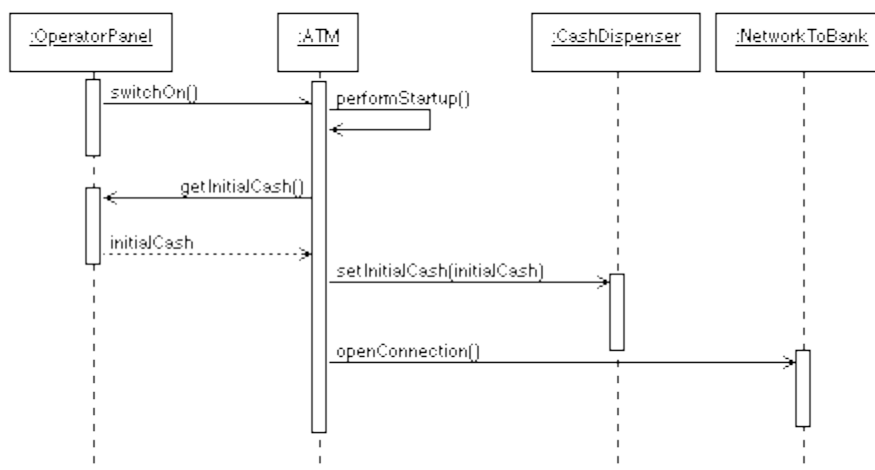 :OperatorPanel
:ATM
:CashDispenser
:NetworkToBank
switchOn()
performStartup()
getInitialCash()
initialCash
setInitialCash(initialCash)
openConnection()